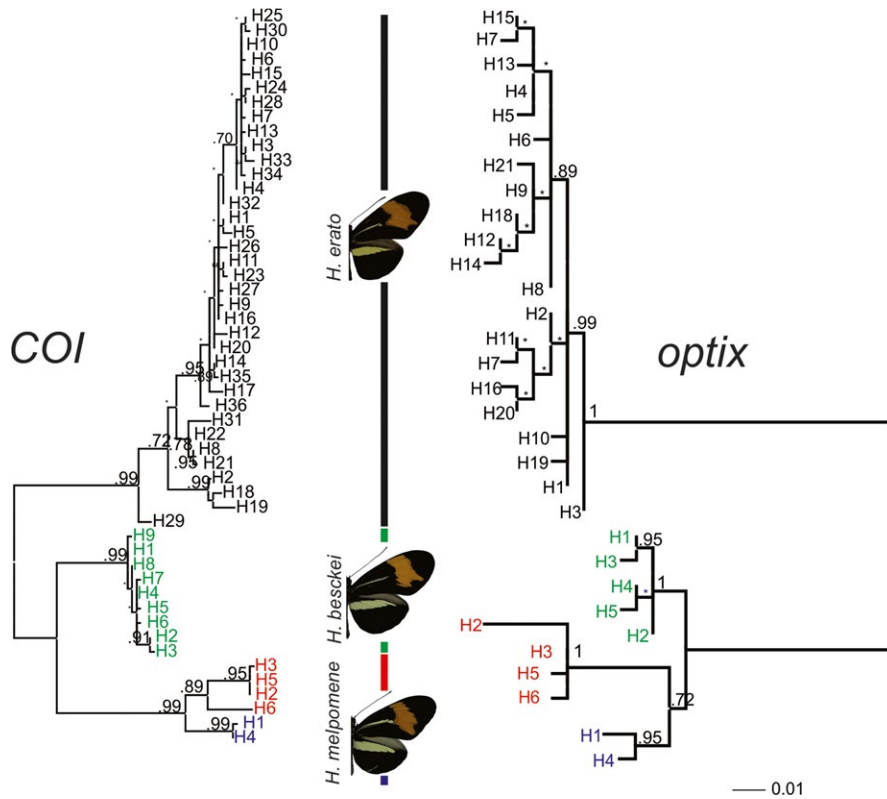 COI
H25
H30
H10
H6
H15
H24
H28
H7
H13
H3
.70
H33
H34
H4
H32
H1
H5
H26
H11
H23
H27
H9
H16
H12
H20
H14
.95
.89
H35
H17
H36
H31
H22
.72
.78
H8
.95
H21
.99
.99
H2
H18
H19
H29
H9
H1
.99
H8
H7
H4
H5
H6
.91
H2
H3
H3
.95
H5
.89
H2
.99
H6
.99
H1
H4
H. erato
H. besckei
H. melpomene
optix
H15
*
H7
H13
*
H4
H5
H6
H21
.89
H9
*
H18
*
H12
*
H14
H8
H2
.99
H11
*
*
H7
*
H16
*
H20
1
H10
H19
H1
H3
H1
.95
H3
H4
*
1
H5
H2
H2
H3
1
H5
H6
.72
H1
.95
H4
0.01